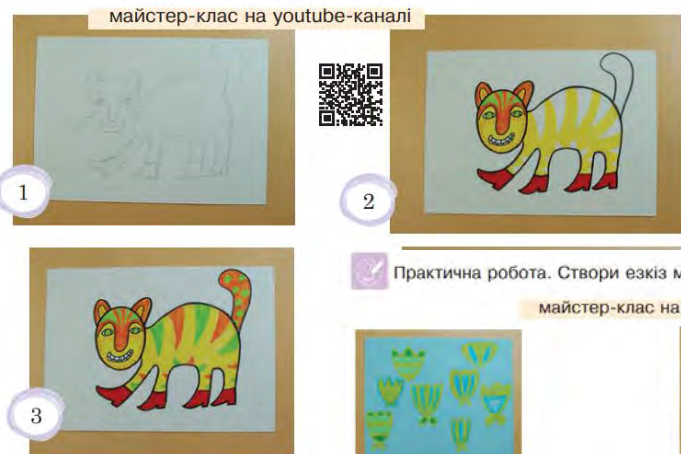 майстер-клас на youtube-каналі
1
2
3
Практична робота. Створи ескіз м
майстер-клас на